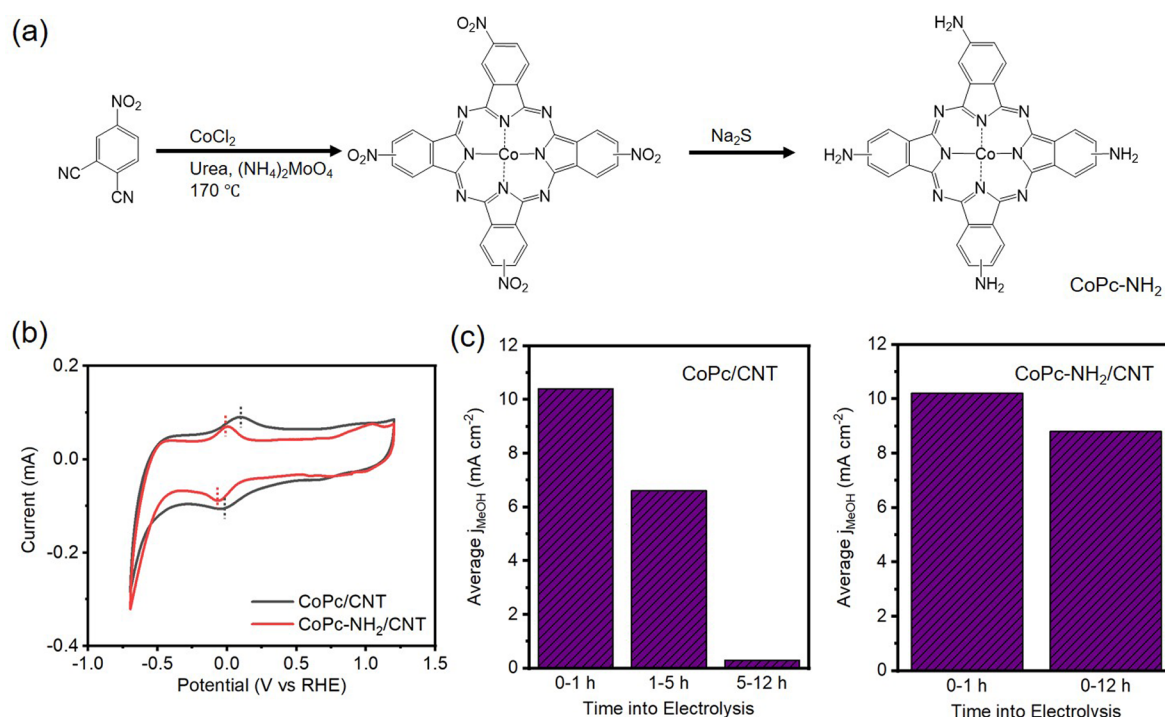 (a)
NO₂
NC
CN
CoCl₂
Urea, (NH₄)₂MoO₄
170 ℃
O₂N
N
N
N
NO₂
N
Co
N
NO₂
N
N
N
NO₂
Na₂S
H₂N
N
N
N
H₂N
N
Co
N
NH₂
N
N
N
NH₂
CoPc-NH₂
(b)
0.2
0.0
-0.2
-0.4
Current (mA)
CoPc/CNT
CoPc-NH₂/CNT
-1.0 -0.5 0.0 0.5 1.0 1.5
Potential (V vs RHE)
(c)
CoPc/CNT
12
10
8
6
4
2
0
Average jMeOH (mA cm⁻²)
0-1 h 1-5 h 5-12 h
Time into Electrolysis
CoPc-NH₂/CNT
12
10
8
6
4
2
0
Average jMeOH (mA cm⁻²)
0-1 h 0-12 h
Time into Electrolysis